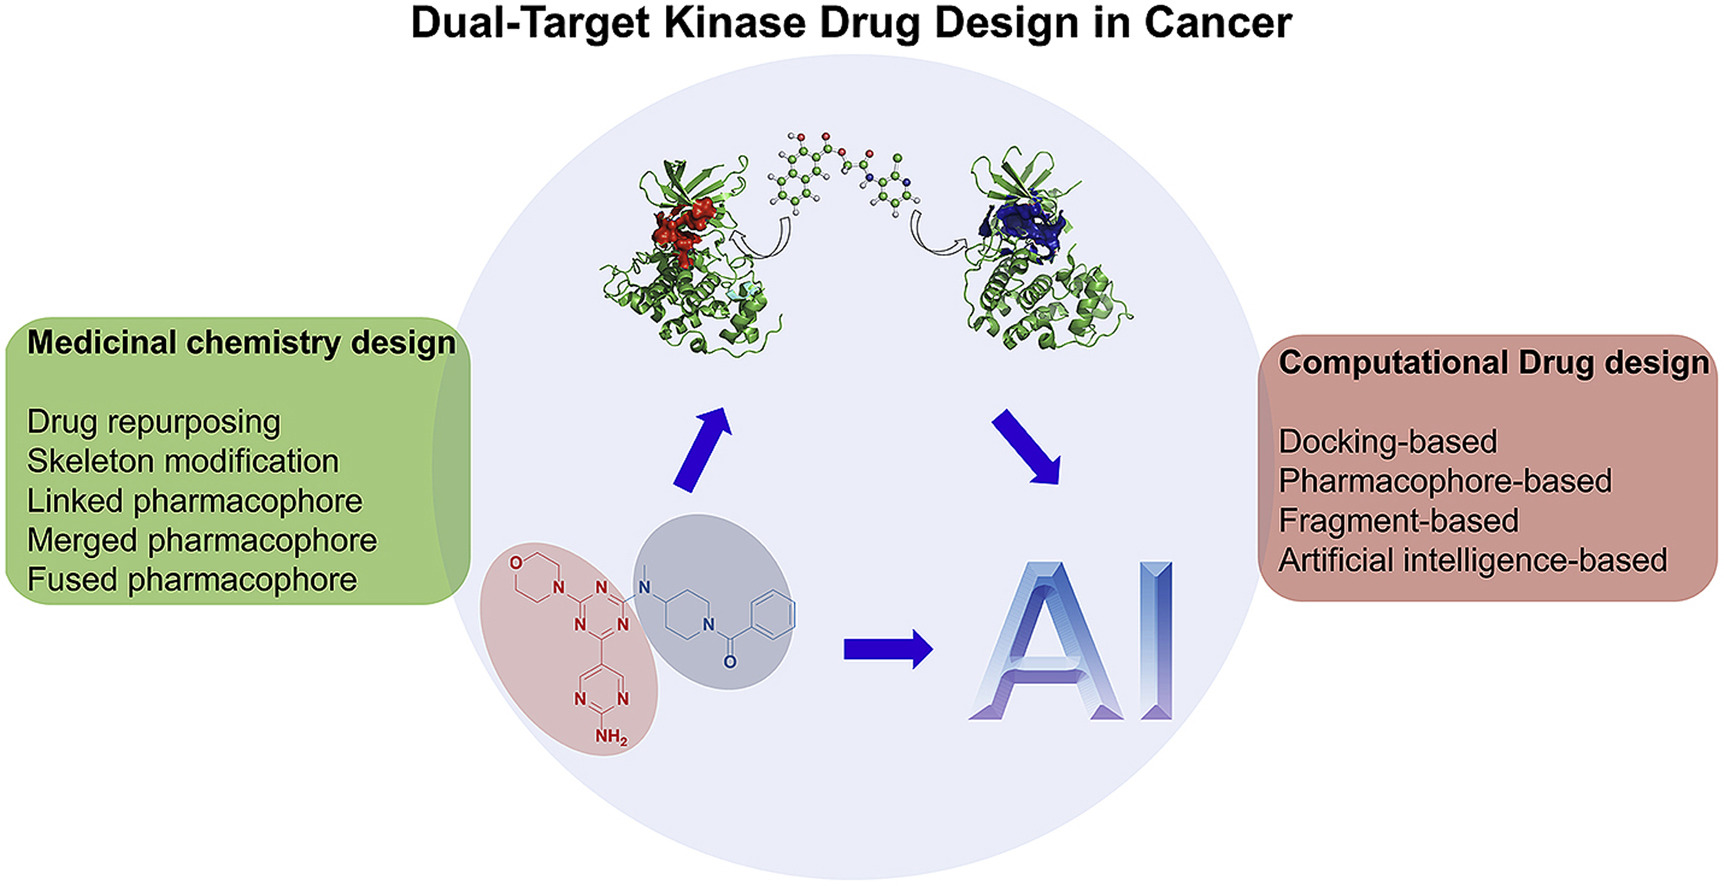 Dual-Target Kinase Drug Design in Cancer
Medicinal chemistry design
Drug repurposing
Skeleton modification
Linked pharmacophore
Merged pharmacophore
Fused pharmacophore
Computational Drug design
Docking-based
Pharmacophore-based
Fragment-based
Artificial intelligence-based
O
N
N
N
N
N
N
N
O
N
N
NH2
AI